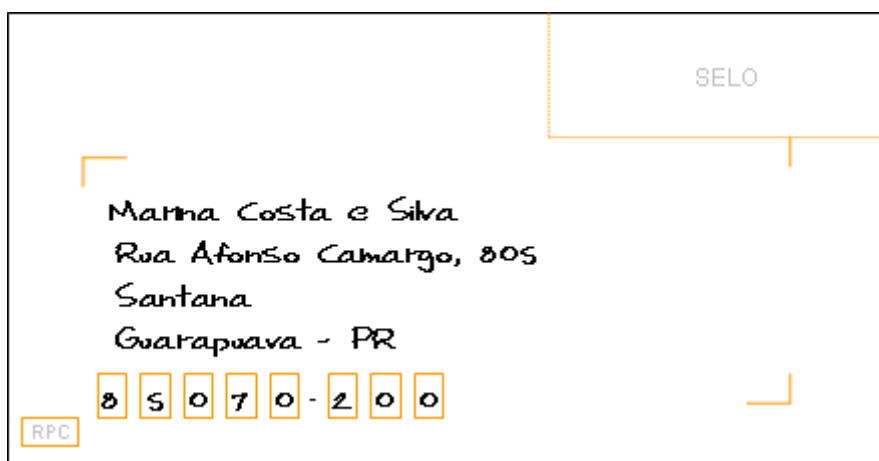 SELO
Marina Costa e Silva
Rua Afonso Camargo, 805
Santana
Guarapuava - PR
85070-200
RPC